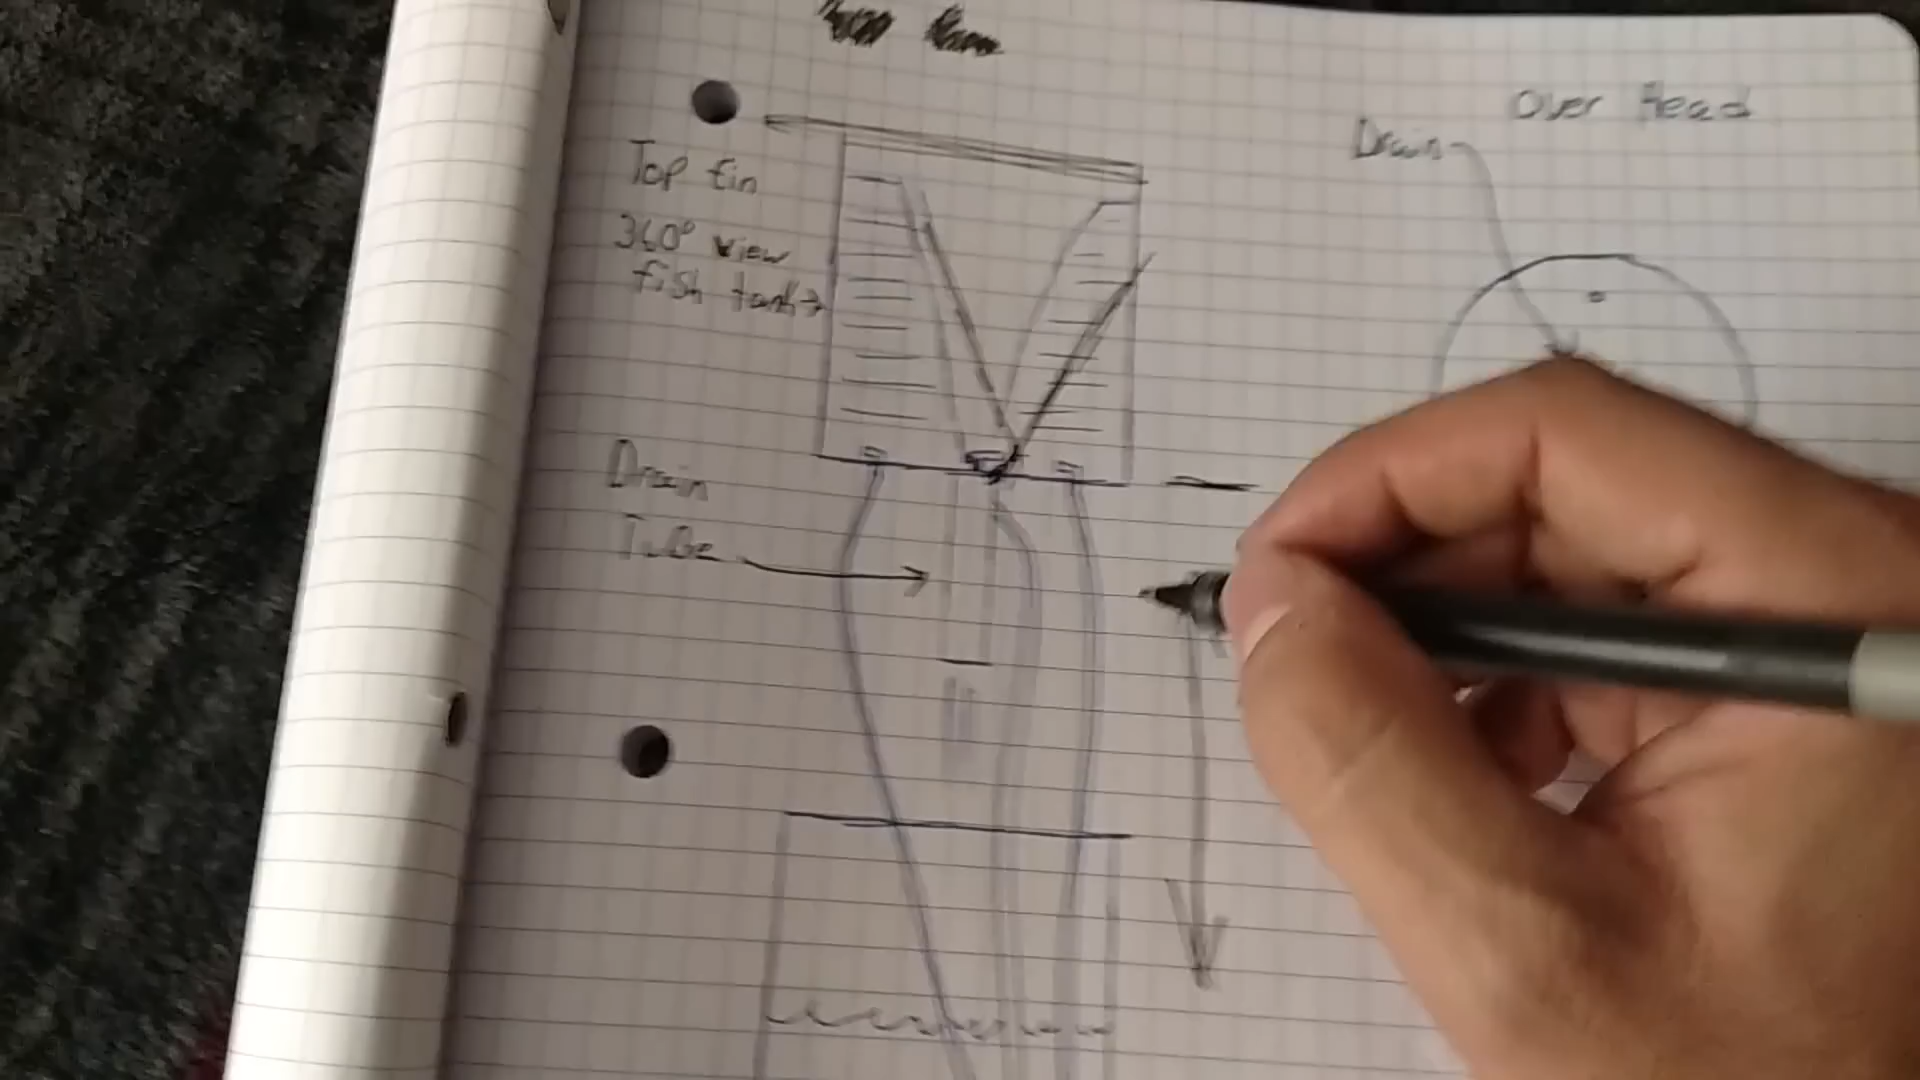 Top fin
360° view
fish tank→
Drain
Tube
Over Head
Drain